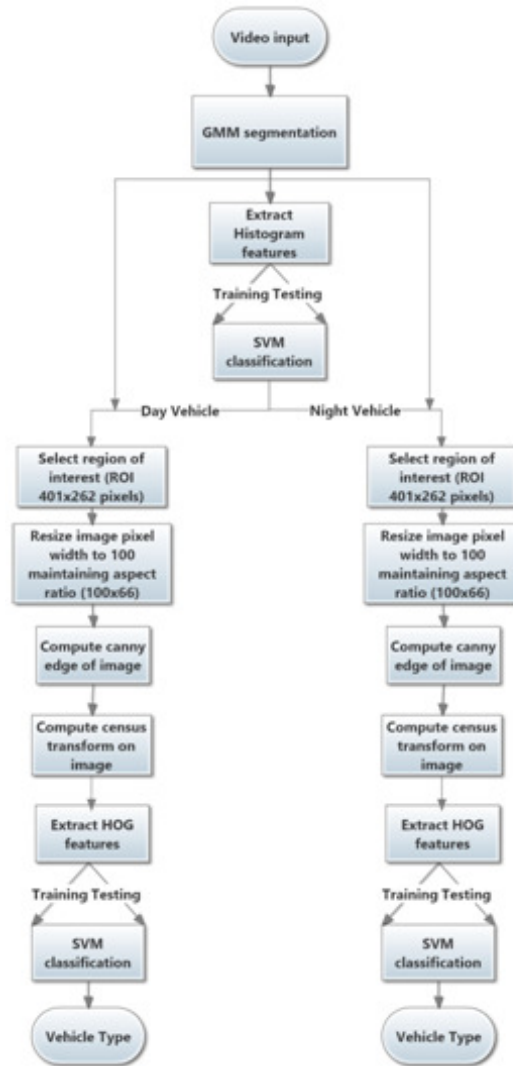 Video input
GMM segmentation
Extract
Histogram
features
Training Testing
SVM
classification
Day Vehicle
Night Vehicle
Select region of
interest (ROI
401x262 pixels)
Resize image pixel
width to 100
maintaining aspect
ratio (100x66)
Compute canny
edge of image
Compute census
transform on
image
Extract HOG
features
Training Testing
SVM
classification
Vehicle Type
Select region of
interest (ROI
401x262 pixels)
Resize image pixel
width to 100
maintaining aspect
ratio (100x66)
Compute canny
edge of image
Compute census
transform on
image
Extract HOG
features
Training Testing
SVM
classification
Vehicle Type